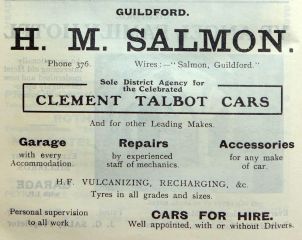 GUILDFORD.
H. M. SALMON.
Phone 376. Wires:—"Salmon, Guildford."
Sole District Agency for
the Celebrated
CLEMENT TALBOT CARS
And for other Leading Makes.
Garage Repairs Accessories
with every by experienced for any make
Accommodation. staff of mechanics. of car.
H.F. VULCANIZING, RECHARGING, &c.
Tyres in all grades and sizes.
Personal supervision CARS FOR HIRE.
to all work Well appointed, with or without Drivers.